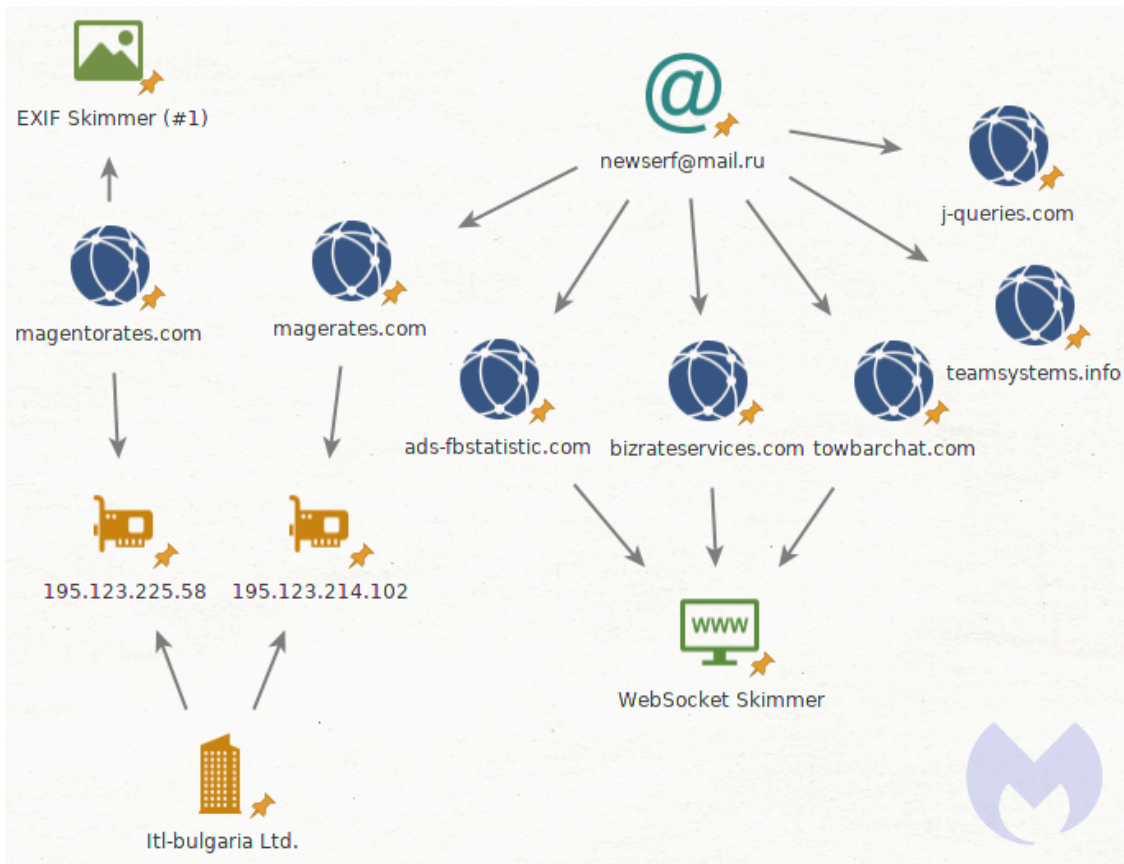 EXIF Skimmer (#1)
newserf@mail.ru
j-queries.com
magentorates.com
magerates.com
teamsystems.info
ads-fbstatistic.com
bizrateservices.com
towbarchat.com
195.123.225.58
195.123.214.102
WWW
WebSocket Skimmer
Itl-bulgaria Ltd.